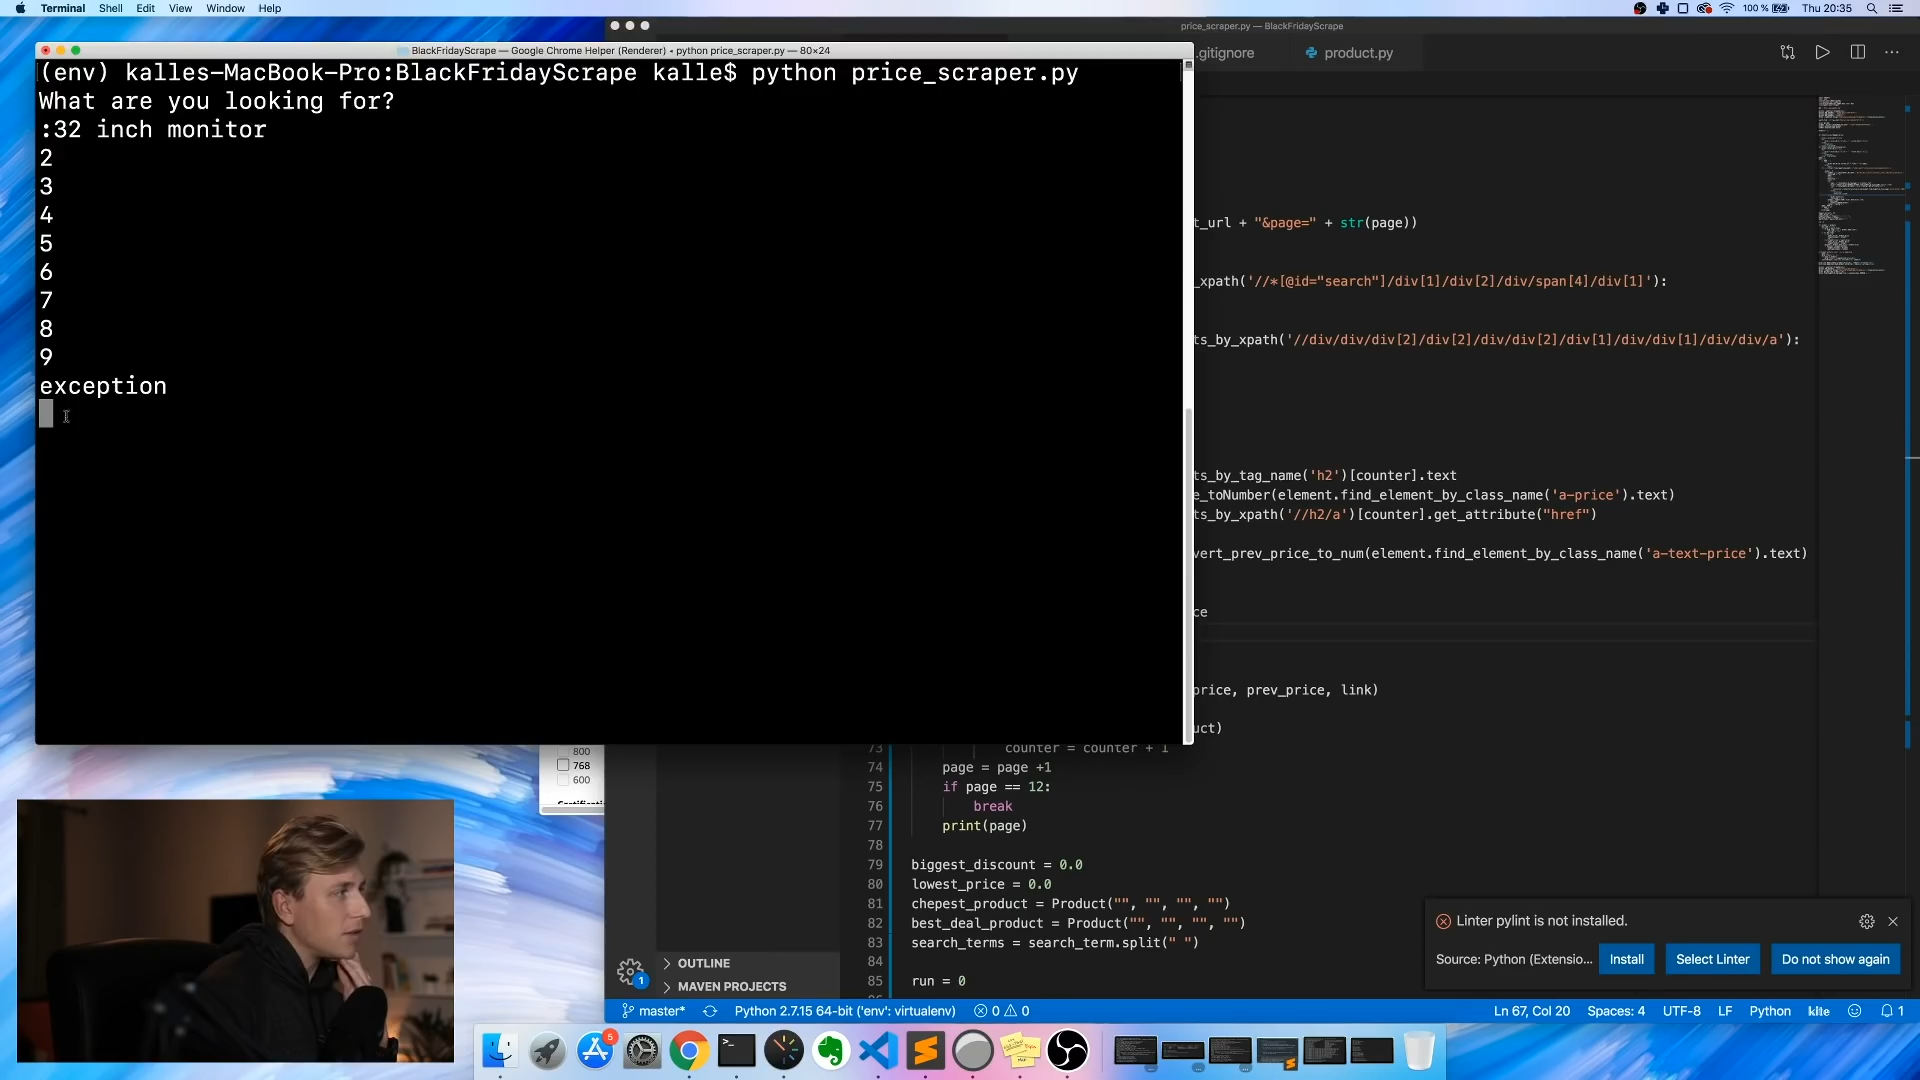 Terminal Shell Edit View Window Help
100 % Thu 20:35
price_scraper.py — BlackFridayScrape
BlackFridayScrape — Google Chrome Helper (Renderer) ◂ python price_scraper.py — 80×24
(env) kalles-MacBook-Pro:BlackFridayScrape kalle$ python price_scraper.py
What are you looking for?
:32 inch monitor
2
3
4
5
6
7
8
9
exception
.gitignore
product.py
t_url + "&page=" + str(page))
_xpath('//*[@id="search"]/div[1]/div[2]/div/span[4]/div[1]'):
ts_by_xpath('//div/div/div[2]/div[2]/div/div[2]/div[1]/div/div[1]/div/div/a'):
ts_by_tag_name('h2')[counter].text
e_toNumber(element.find_element_by_class_name('a-price').text)
ts_by_xpath('//h2/a')[counter].get_attribute("href")
vert_prev_price_to_num(element.find_element_by_class_name('a-text-price').text)
ce
price, prev_price, link)
uct)
73 counter = counter + 1
74 page = page +1
75 if page == 12:
76 break
77 print(page)
78
79 biggest_discount = 0.0
80 lowest_price = 0.0
81 chepest_product = Product("", "", "", "")
82 best_deal_product = Product("", "", "", "")
83 search_terms = search_term.split(" ")
84
85 run = 0
800
768
600
OUTLINE
MAVEN PROJECTS
1
Linter pylint is not installed.
Source: Python (Extensio... Install Select Linter Do not show again
master* Python 2.7.15 64-bit ('env': virtualenv) 0 0 Ln 67, Col 20 Spaces: 4 UTF-8 LF Python kite 1
5